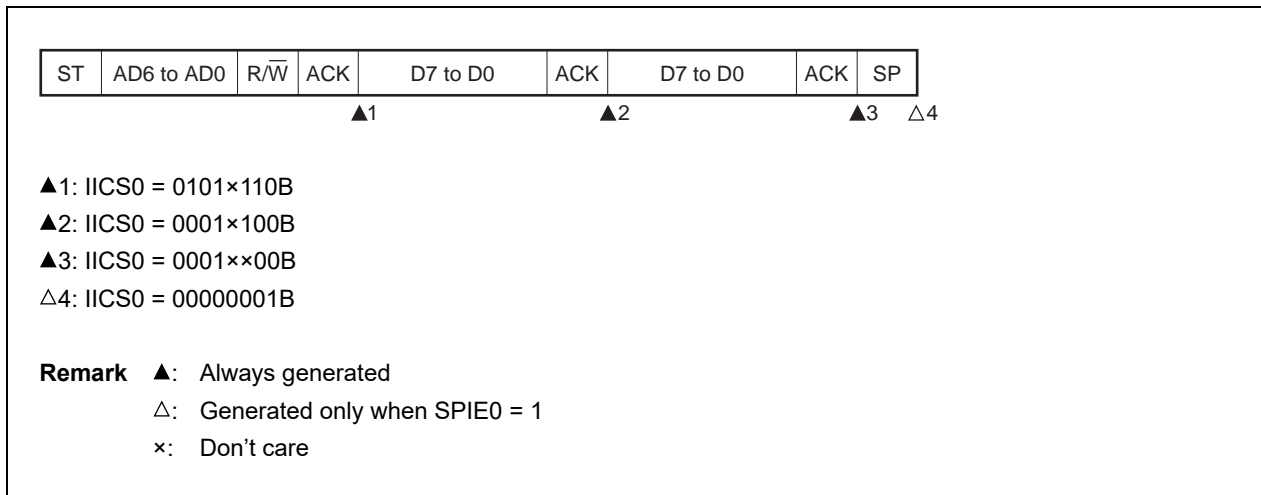 ST AD6 to AD0 R/W̅ ACK D7 to D0 ACK D7 to D0 ACK SP
▲1 ▲2 ▲3 △4
▲1: IICS0 = 0101×110B
▲2: IICS0 = 0001×100B
▲3: IICS0 = 0001××00B
△4: IICS0 = 00000001B
Remark ▲: Always generated
△: Generated only when SPIE0 = 1
×: Don’t care